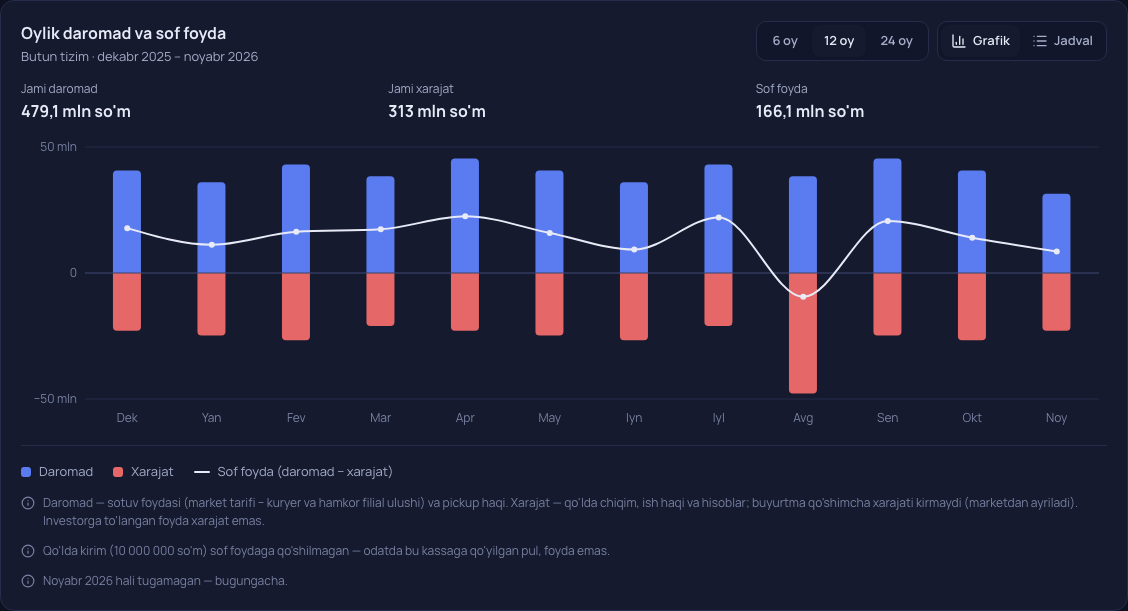 Oylik daromad va sof foyda
Butun tizim · dekabr 2025 – noyabr 2026
6 oy 12 oy 24 oy
Grafik Jadval
Jami daromad
479,1 mln so'm
Jami xarajat
313 mln so'm
Sof foyda
166,1 mln so'm
50 mln
0
−50 mln
Dek Yan Fev Mar Apr May Iyn Iyl Avg Sen Okt Noy
Daromad Xarajat Sof foyda (daromad − xarajat)
Daromad — sotuv foydasi (market tarifi − kuryer va hamkor filial ulushi) va pickup haqi. Xarajat — qo'lda chiqim, ish haqi va hisoblar; buyurtma qo'shimcha xarajati kirmaydi (marketdan ayriladi).
Investorga to'langan foyda xarajat emas.
Qo'lda kirim (10 000 000 so'm) sof foydaga qo'shilmagan — odatda bu kassaga qo'yilgan pul, foyda emas.
Noyabr 2026 hali tugamagan — bugungacha.